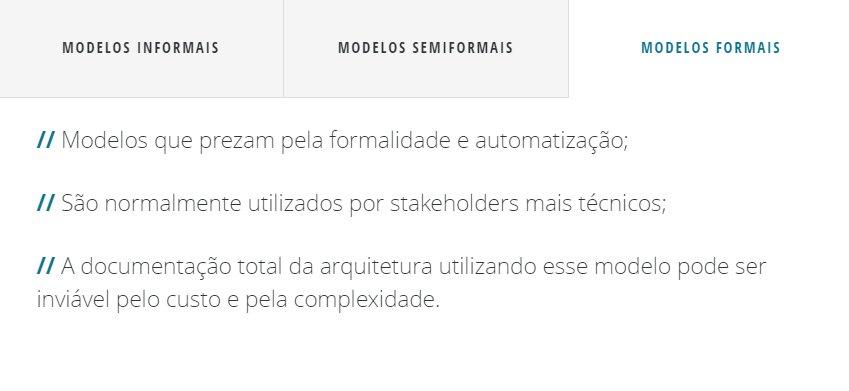 MODELOS INFORMAIS
MODELOS SEMIFORMAIS
MODELOS FORMAIS
// Modelos que prezam pela formalidade e automatização;
// São normalmente utilizados por stakeholders mais técnicos;
// A documentação total da arquitetura utilizando esse modelo pode ser
inviável pelo custo e pela complexidade.